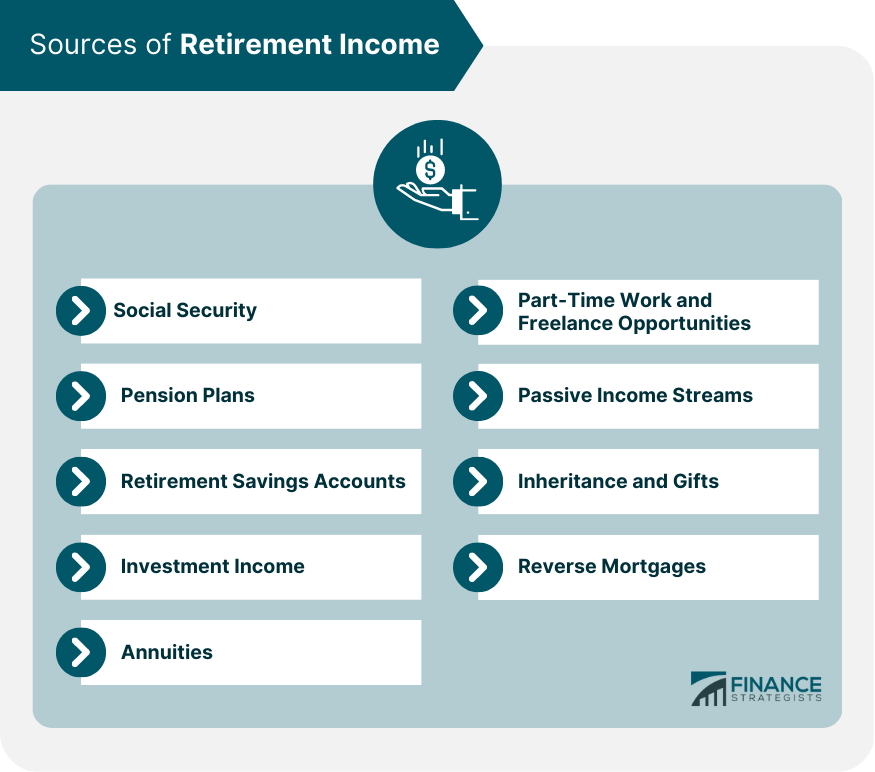 Sources of Retirement Income
$
Social Security
Pension Plans
Retirement Savings Accounts
Investment Income
Annuities
Part-Time Work and
Freelance Opportunities
Passive Income Streams
Inheritance and Gifts
Reverse Mortgages
FINANCE
STRATEGISTS